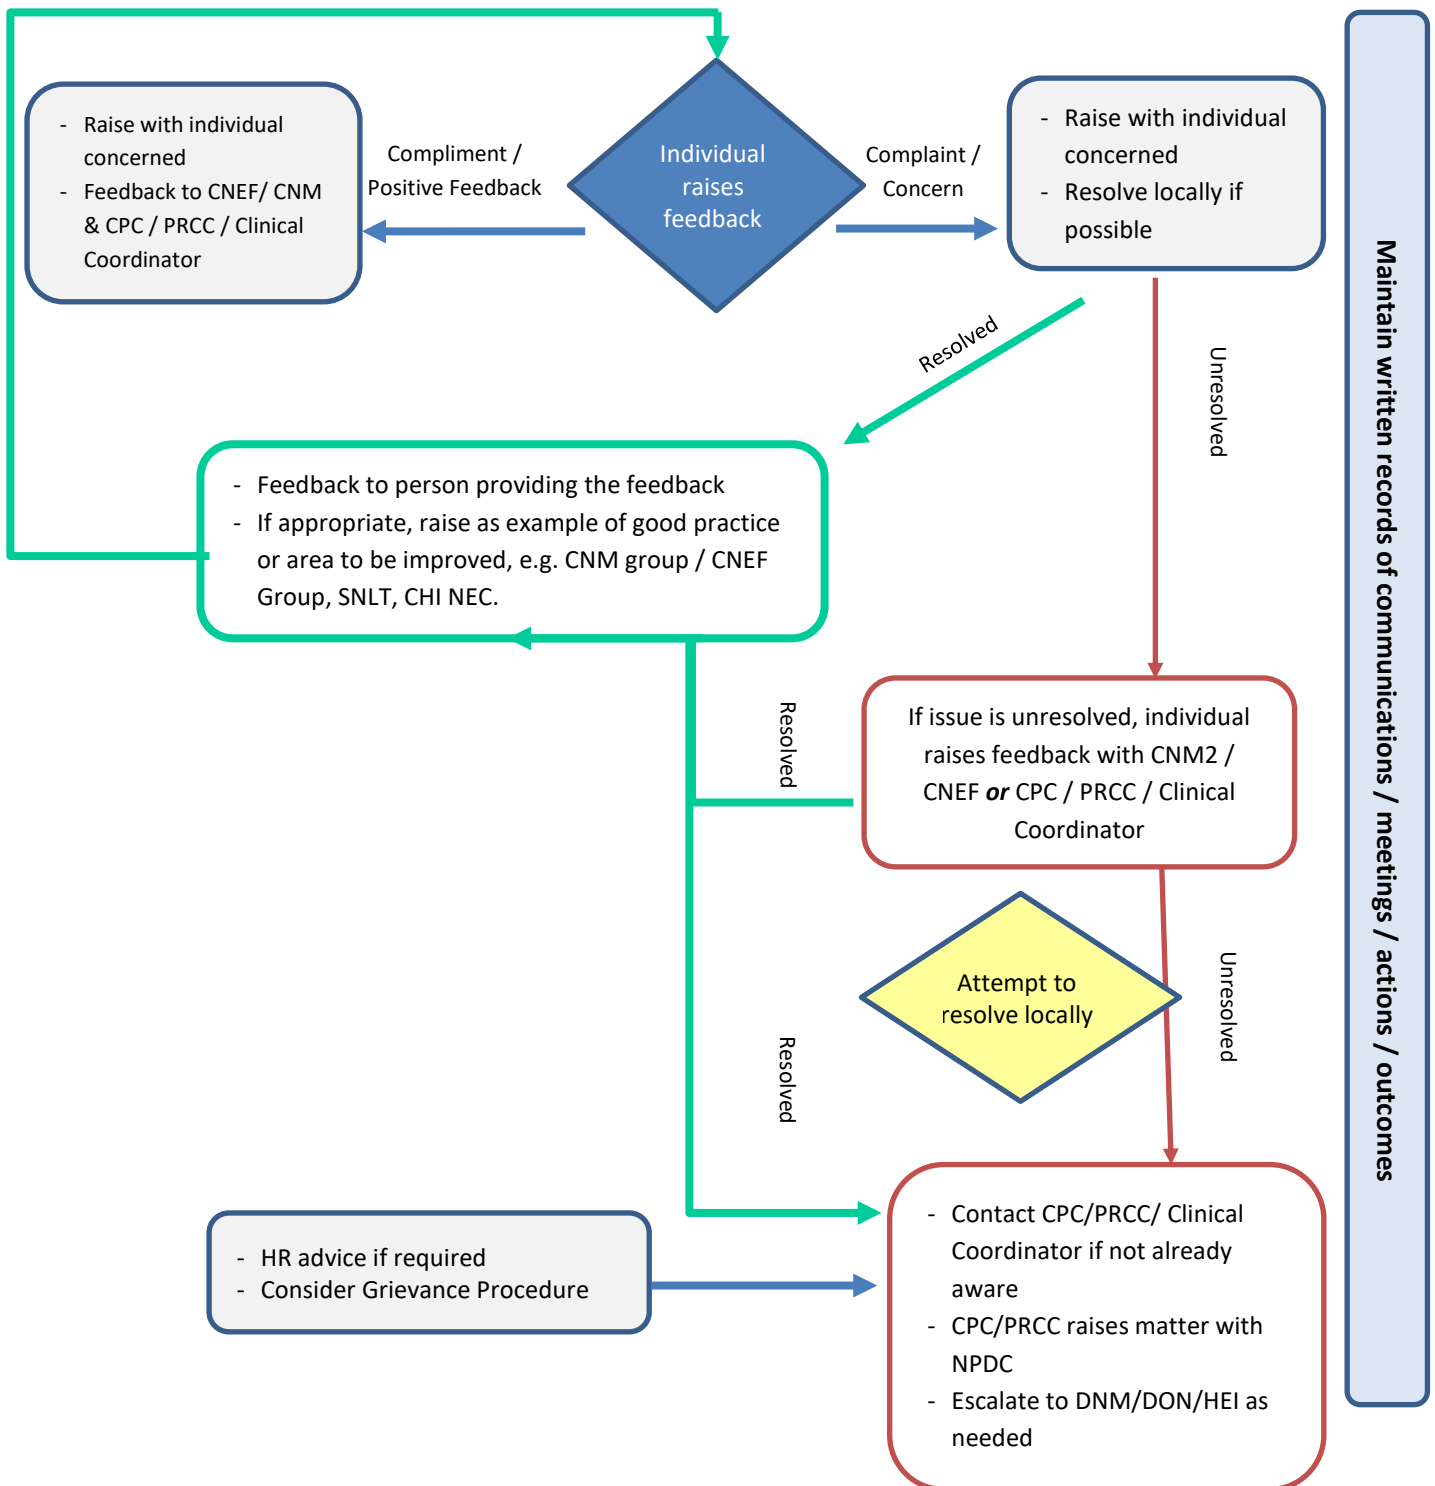 - Raise with individual
concerned
- Feedback to CNEF/ CNM
& CPC / PRCC / Clinical
Coordinator
Compliment /
Positive Feedback
Individual
raises
feedback
Complaint /
Concern
- Raise with individual
concerned
- Resolve locally if
possible
Resolved
Unresolved
- Feedback to person providing the feedback
- If appropriate, raise as example of good practice
or area to be improved, e.g. CNM group / CNEF
Group, SNLT, CHI NEC.
Resolved
If issue is unresolved, individual
raises feedback with CNM2 /
CNEF or CPC / PRCC / Clinical
Coordinator
Attempt to
resolve locally
Unresolved
Resolved
- HR advice if required
- Consider Grievance Procedure
- Contact CPC/PRCC/ Clinical
Coordinator if not already
aware
- CPC/PRCC raises matter with
NPDC
- Escalate to DNM/DON/HEI as
needed
Maintain written records of communications / meetings / actions / outcomes